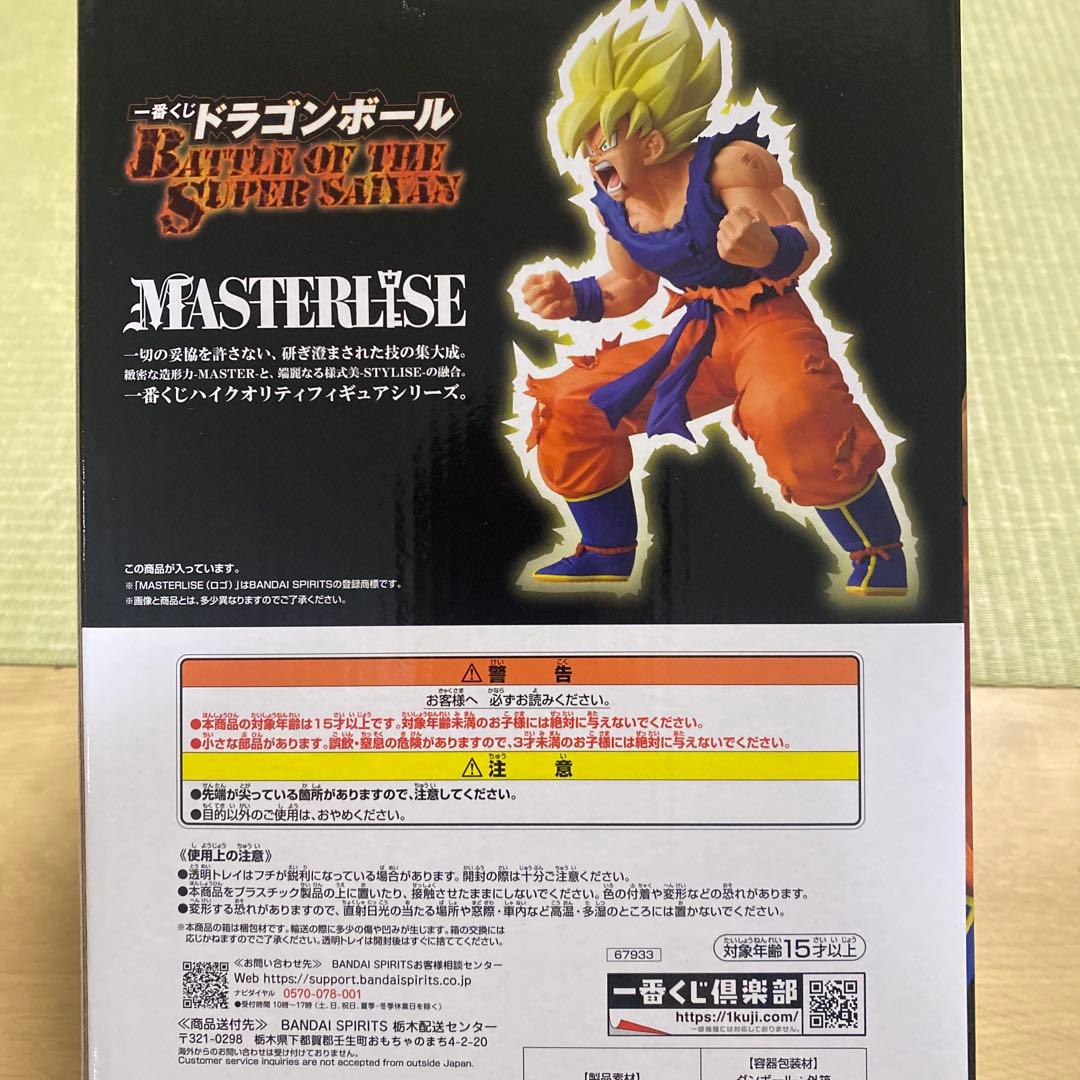 一番くじ ドラゴンボール
BATTLE OF THE
SUPER SAIYAN
MASTERLISE
一切の妥協を許さない、研ぎ澄まされた技の集大成。
緻密な造形力-MASTER-と、端麗なる様式美-STYLISE-の融合。
一番くじハイクオリティフィギュアシリーズ。
この商品が入っています。
※「MASTERLISE（ロゴ）」はBANDAI SPIRITSの登録商標です。
※画像と商品とは、多少異なりますのでご了承ください。
⚠警告
お客様へ 必ずお読みください。
●本商品の対象年齢は15才以上です。対象年齢未満のお子様には絶対に与えないでください。
●小さな部品があります。誤飲・窒息の危険がありますので、3才未満のお子様には絶対に与えないでください。
⚠注意
●先端が尖っている箇所がありますので、注意してください。
●目的以外のご使用は、おやめください。
《使用上の注意》
●透明トレイはフチが鋭利になっている場合があります。開封の際は十分ご注意ください。
●本商品をプラスチック製品の上に置いたり、接触させたままにしないでください。色の付着や変形などの恐れがあります。
●変形する恐れがありますので、直射日光の当たる場所や窓際・車内など高温・多湿のところには置かないでください。
※本商品の箱は梱包材です。輸送の際に多少の傷や凹みが生じます。箱の交換には
応じかねますのでご了承ください。透明トレイは開封後はすぐに捨ててください。
67933
対象年齢15才以上
≪お問い合わせ先≫ BANDAI SPIRITSお客様相談センター
Web https://support.bandaispirits.co.jp
ナビダイヤル 0570-078-001
●受付時間 10時～17時（土、日、祝日、夏季・冬季休業日を除く）
一番くじ倶楽部
https://1kuji.com/
一部機種には対応しておりません。
≪商品送付先≫ BANDAI SPIRITS 栃木配送センター
〒321-0298 栃木県下都賀郡壬生町おもちゃのまち4-2-20
海外からのお問い合わせは受け付けておりません。
Customer service inquiries are not accepted from outside Japan.
【製品素材】
【容器包装材】
ダンボール：外箱